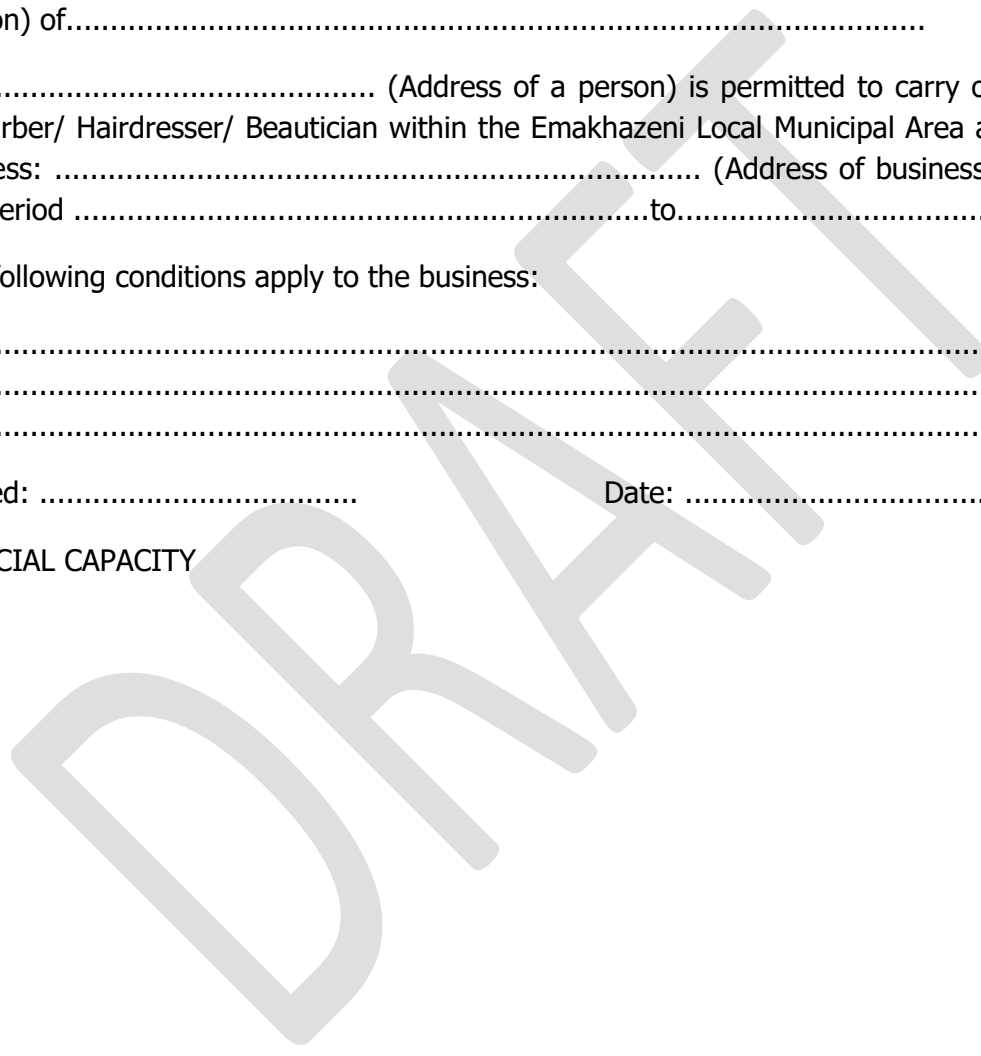 on) of.................................................................................................
.......................................... (Address of a person) is permitted to carry o
rber/ Hairdresser/ Beautician within the Emakhazeni Local Municipal Area a
ess: ......................................................................... (Address of business
eriod .................................................................to...................................
ollowing conditions apply to the business:
...............................................................................................................
...............................................................................................................
...............................................................................................................
ed: .................................... Date: ..................................
CIAL CAPACITY
DRAFT